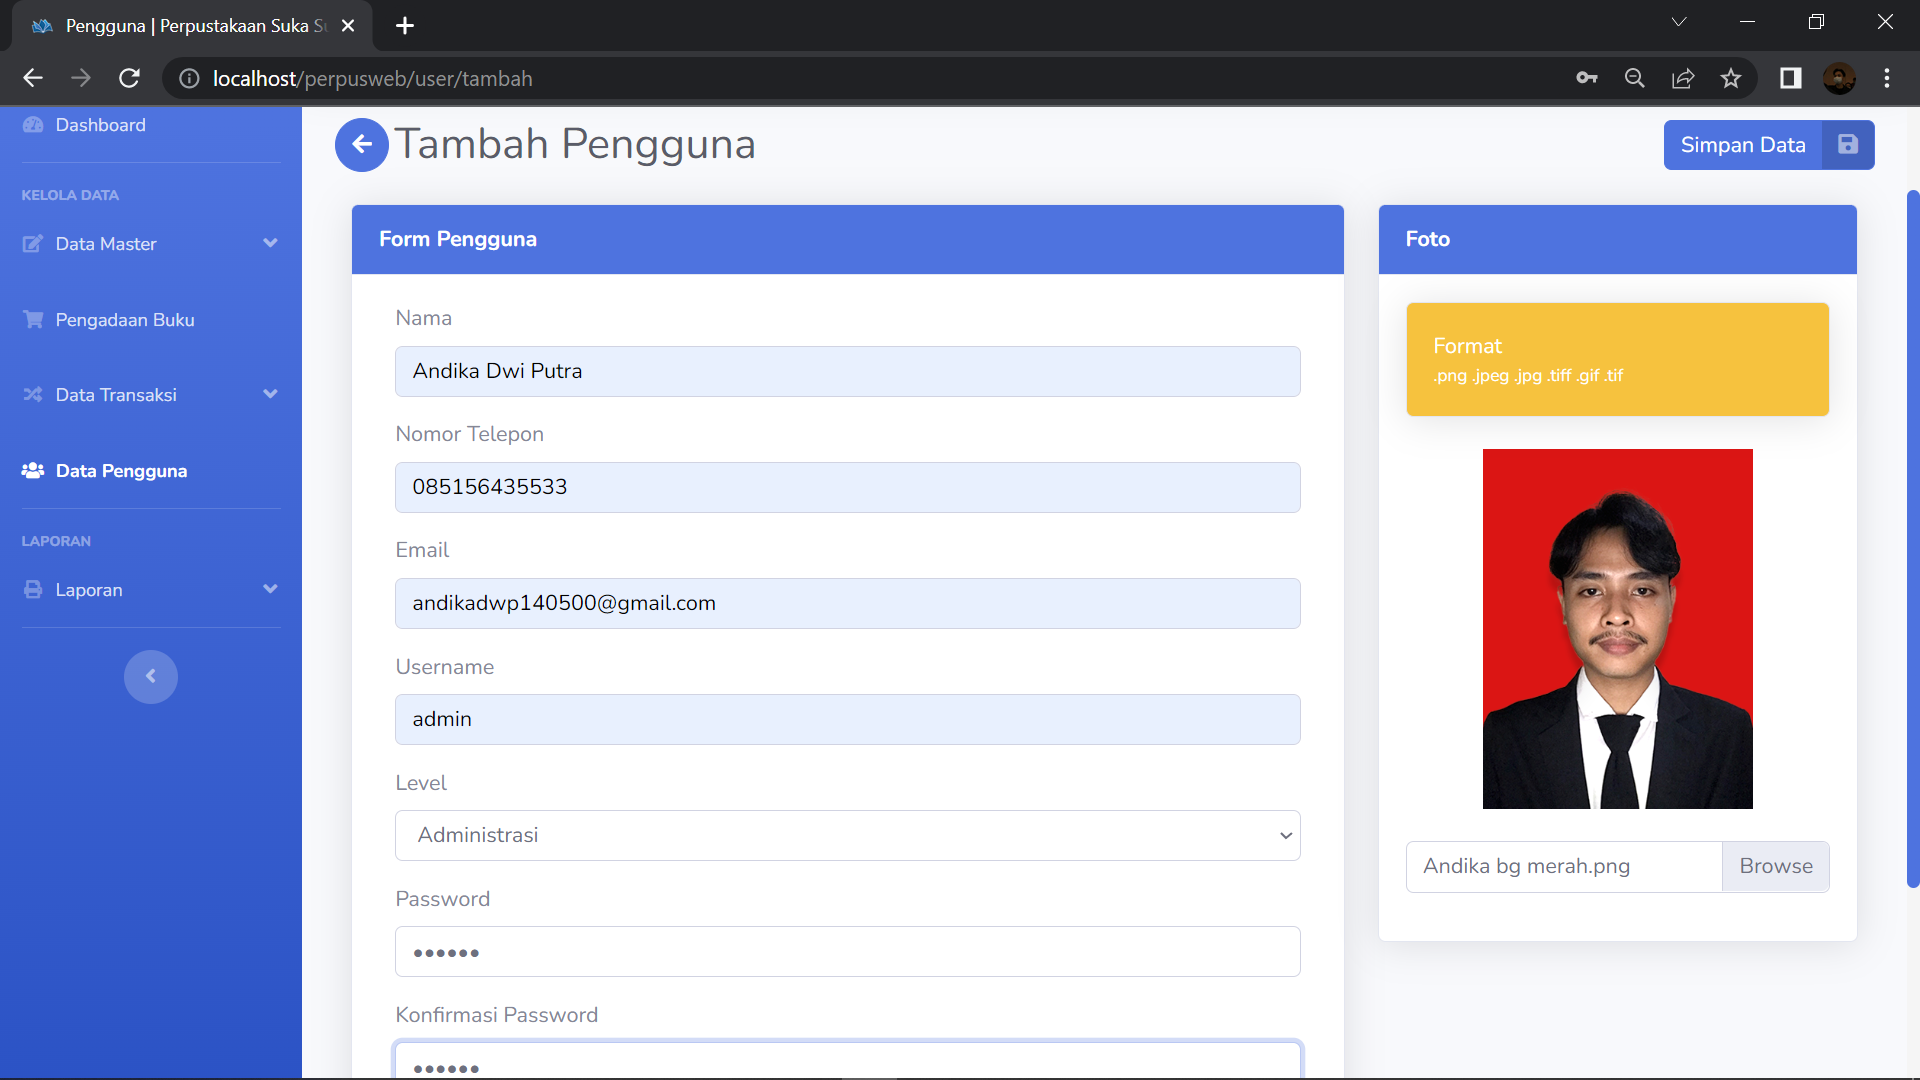 Pengguna | Perpustakaan Suka
localhost/perpusweb/user/tambah
Dashboard
KELOLA DATA
Data Master
Pengadaan Buku
Data Transaksi
Data Pengguna
LAPORAN
Laporan
Tambah Pengguna
Simpan Data
Form Pengguna
Nama
Andika Dwi Putra
Nomor Telepon
085156435533
Email
andikadwp140500@gmail.com
Username
admin
Level
Administrasi
Password
••••••
Konfirmasi Password
••••••
Foto
Format
.png .jpeg .jpg .tiff .gif .tif
Andika bg merah.png
Browse